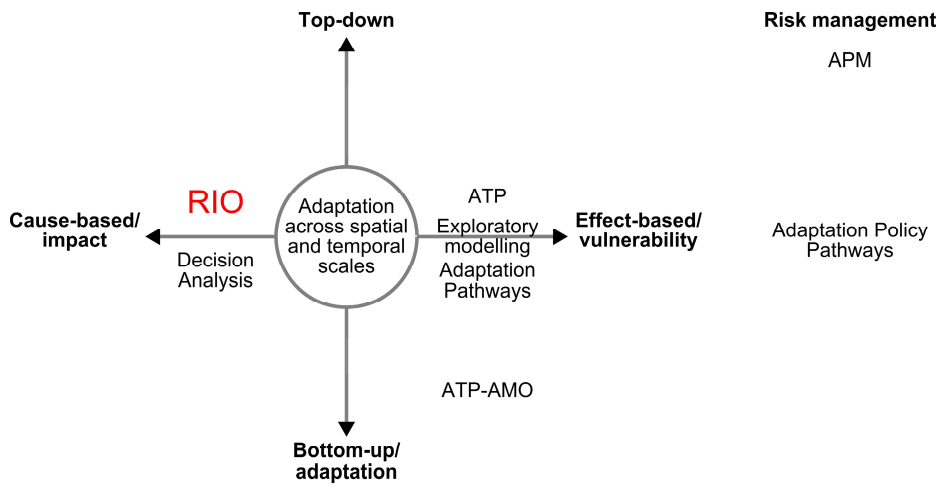 Top-down
Risk management
APM
RIO
Cause-based/
impact
Decision
Analysis
Adaptation
across spatial
and temporal
scales
ATP
Exploratory
modelling
Adaptation
Pathways
Effect-based/
vulnerability
Adaptation Policy
Pathways
ATP-AMO
Bottom-up/
adaptation